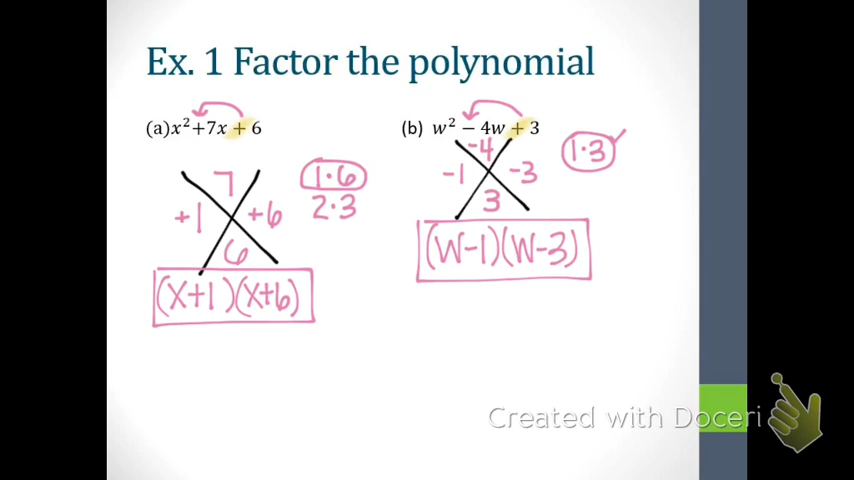 Ex. 1 Factor the polynomial
(a) x² + 7x + 6
7
+1 +6
6
1·6
2·3
(x+1)(x+6)
(b) w² − 4w + 3
-4
-1 -3
3
1·3
(w-1)(w-3)
Created with Doceri